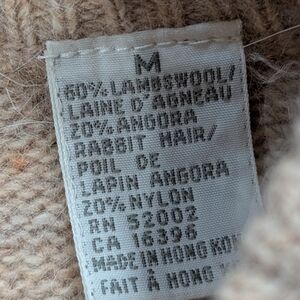 M
60% LAMBSWOOL/
LAINE D'AGNEAU
20% ANGORA
RABBIT HAIR/
POIL DE
LAPIN ANGORA
20% NYLON
RN 52002
CA 16396
MADE IN HONG KON
FAIT À HONG